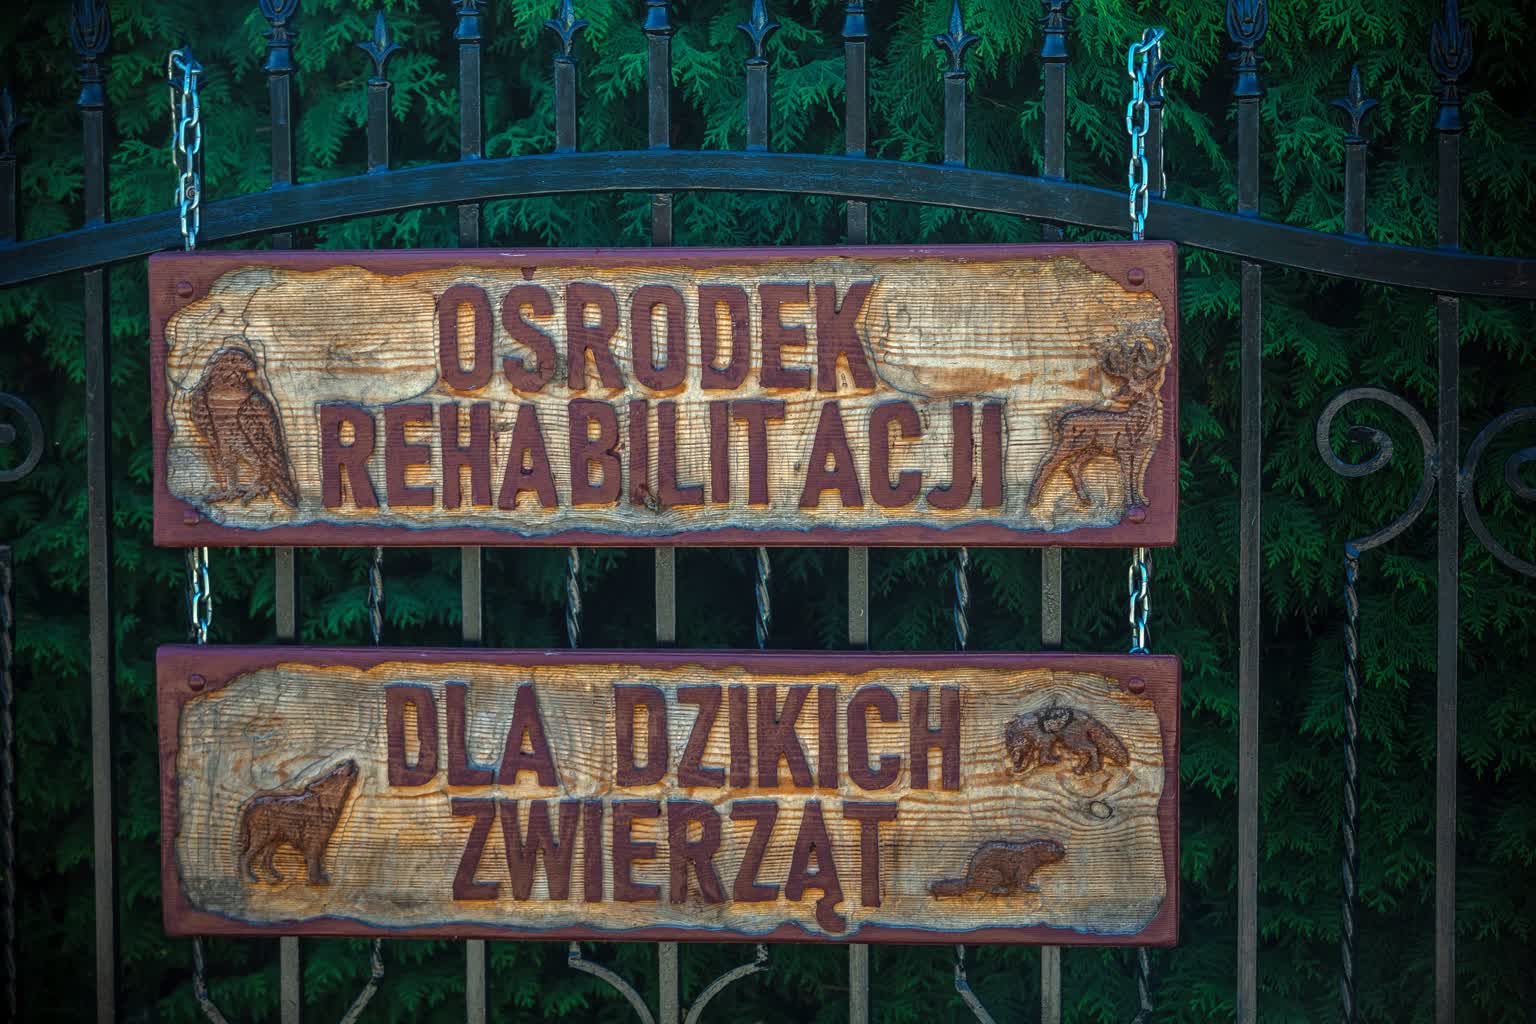 OŚRODEK
REHABILITACJI
DLA DZIKICH
ZWIERZĄT